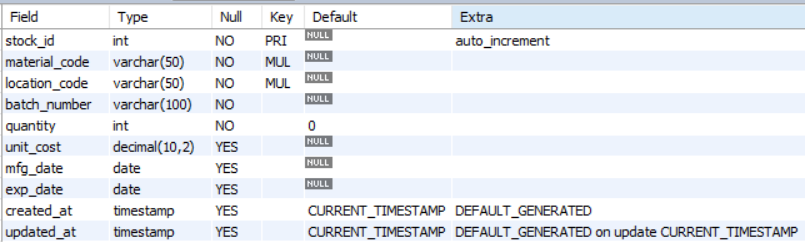 Field Type Null Key Default Extra
stock_id int NO PRI NULL auto_increment
material_code varchar(50) NO MUL NULL
location_code varchar(50) NO MUL NULL
batch_number varchar(100) NO NULL
quantity int NO 0
unit_cost decimal(10,2) YES NULL
mfg_date date YES NULL
exp_date date YES NULL
created_at timestamp YES CURRENT_TIMESTAMP DEFAULT_GENERATED
updated_at timestamp YES CURRENT_TIMESTAMP DEFAULT_GENERATED on update CURRENT_TIMESTAMP